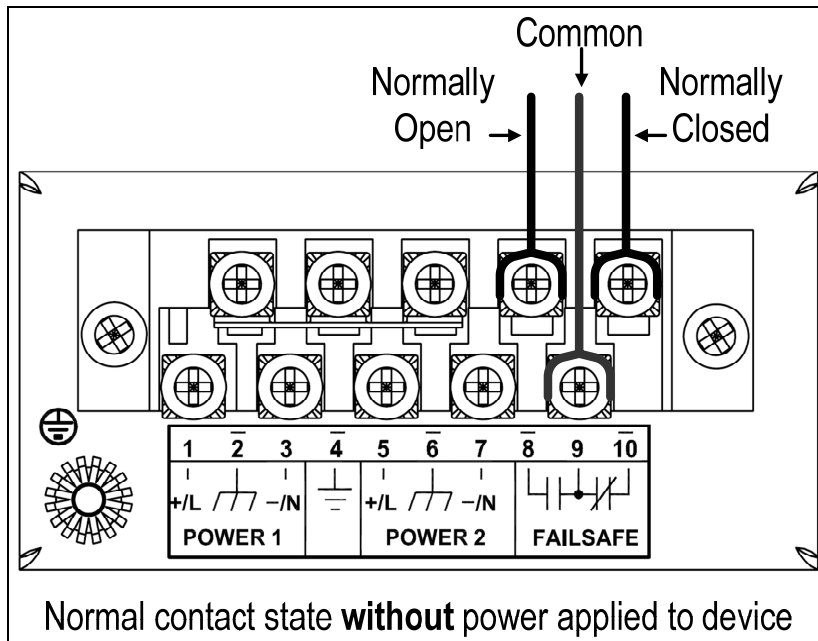 Common
Normally Normally
Open Closed
1 2 3 4 5 6 7 8 9 10
+/L -/N +/L -/N
POWER 1 POWER 2 FAILSAFE
Normal contact state without power applied to device